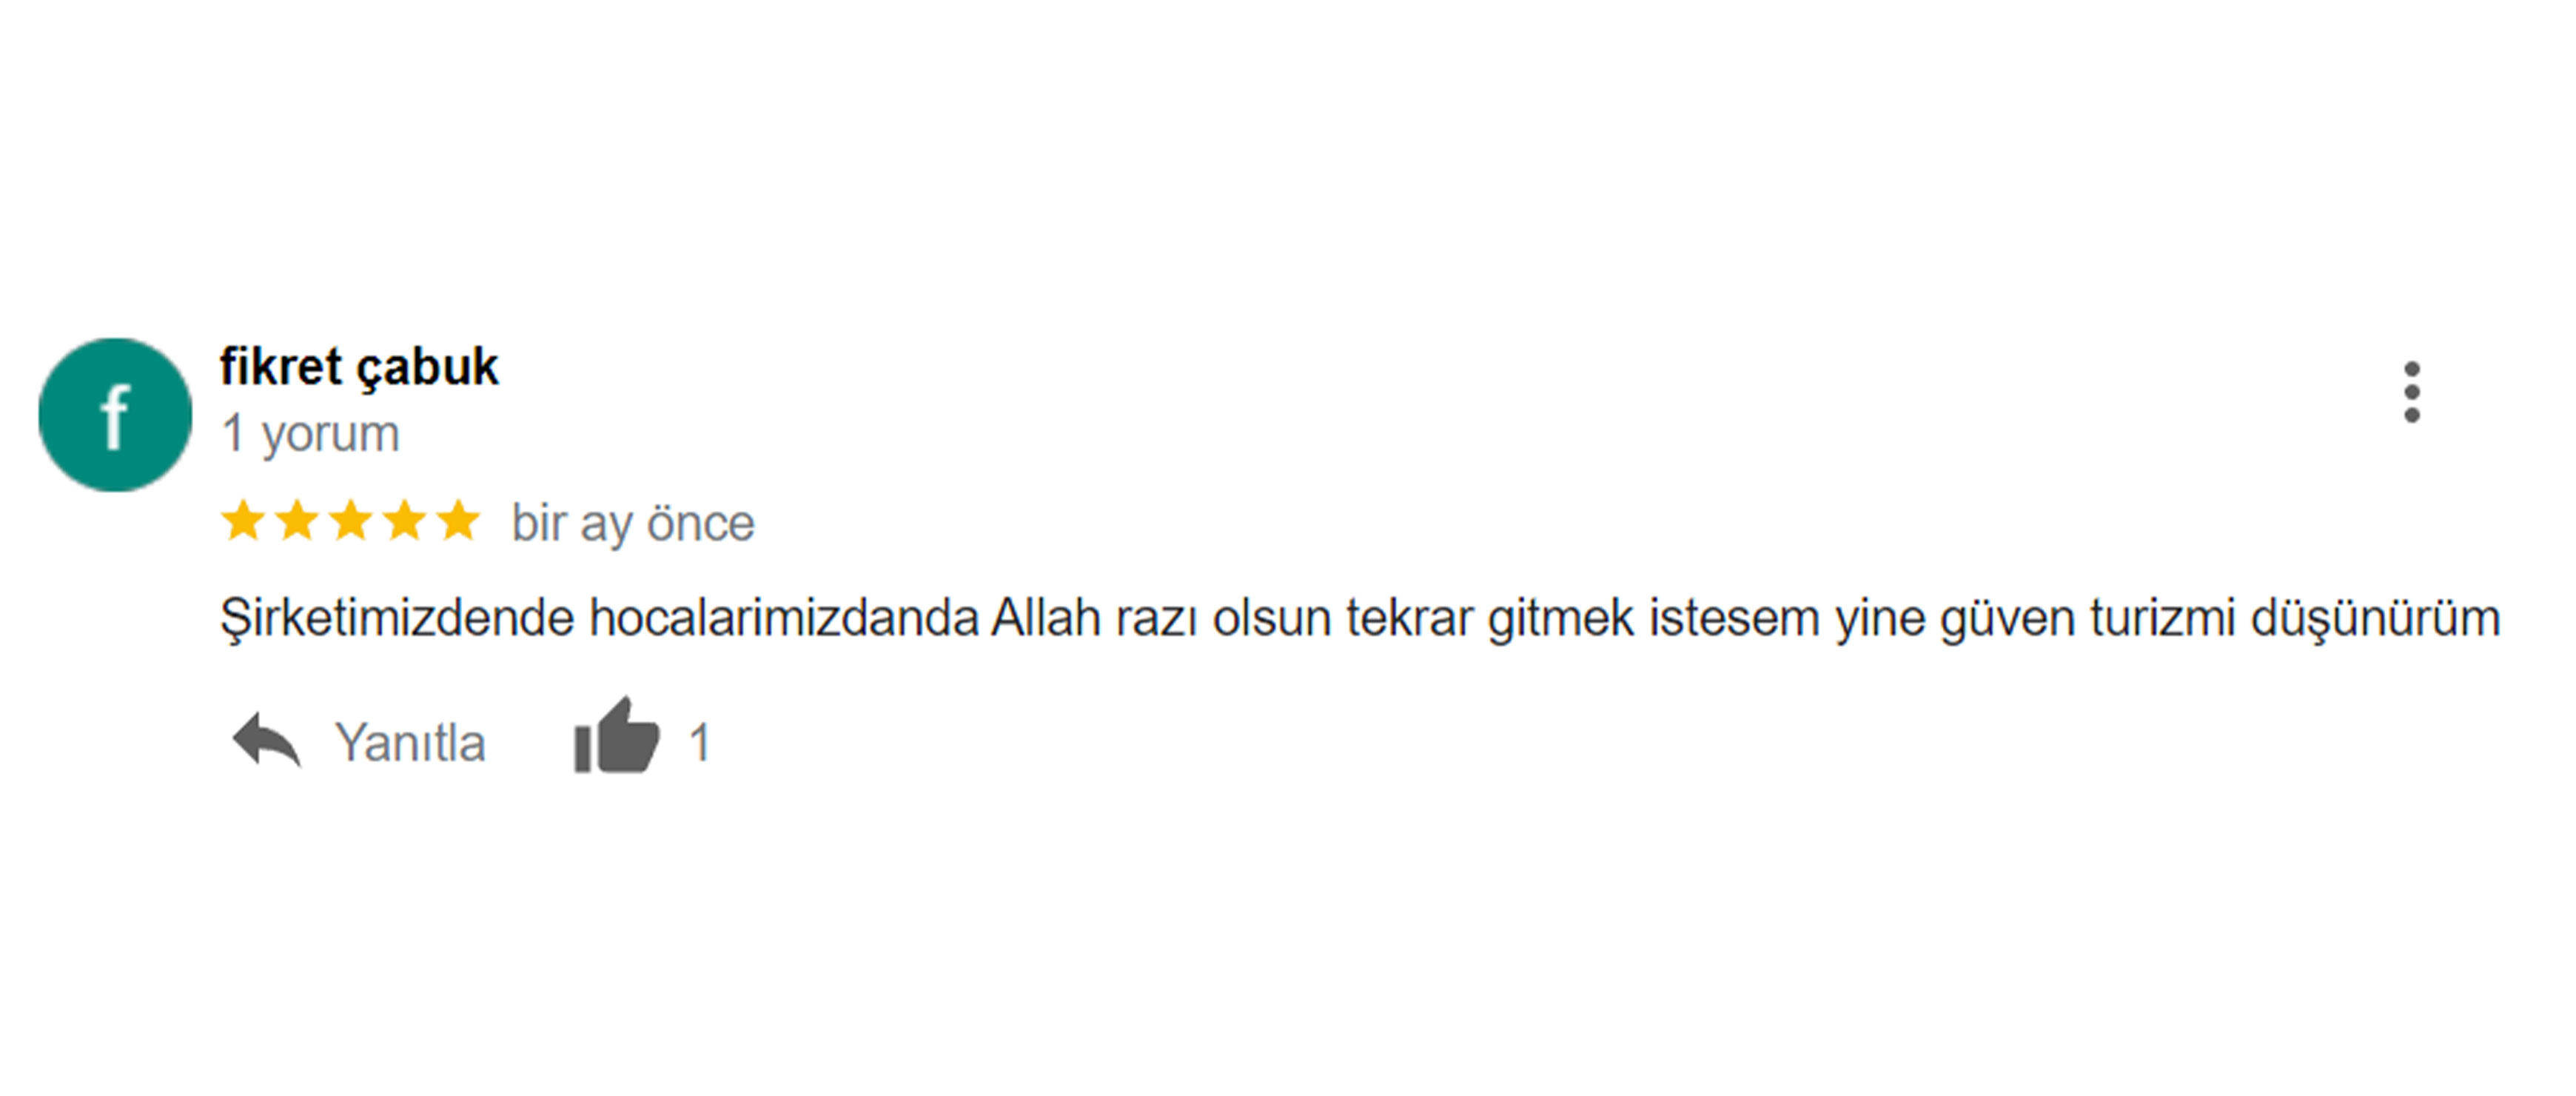 f
fikret çabuk
1 yorum
bir ay önce
Şirketimizdende hocalarimizdanda Allah razı olsun tekrar gitmek istesem yine güven turizmi düşünürüm
Yanıtla 1